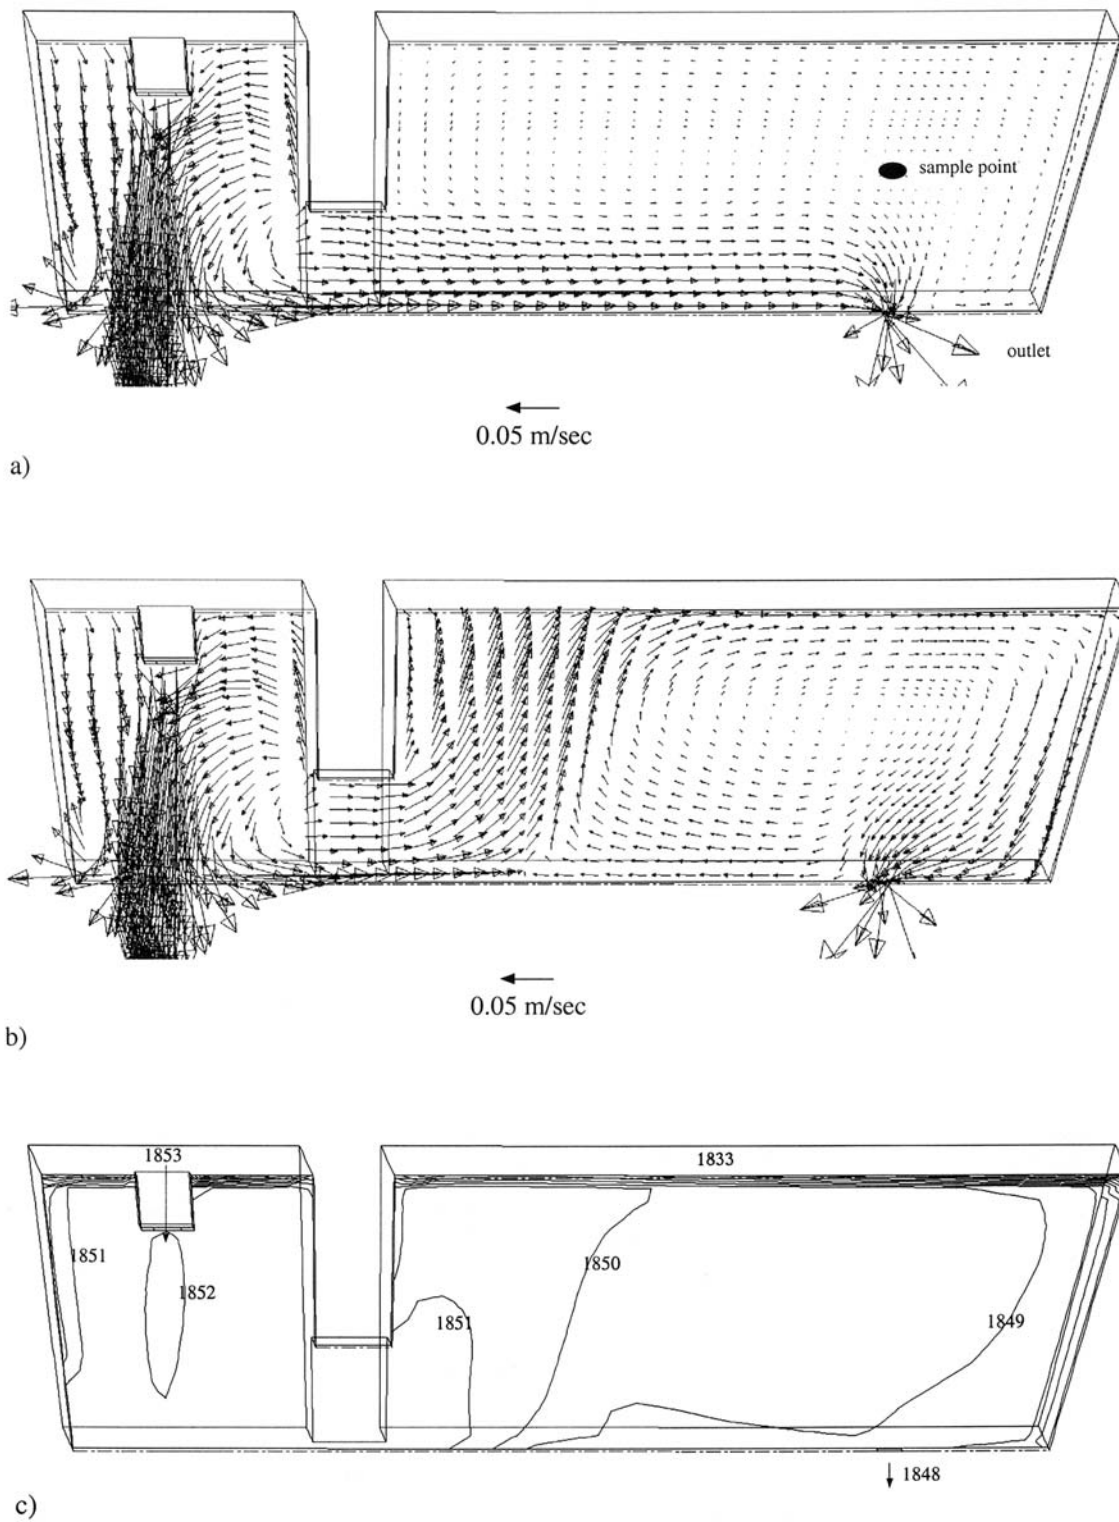 sample point
outlet
0.05 m/sec
a)
0.05 m/sec
b)
1853
1833
1851
1850
1852
1851
1849
1848
c)